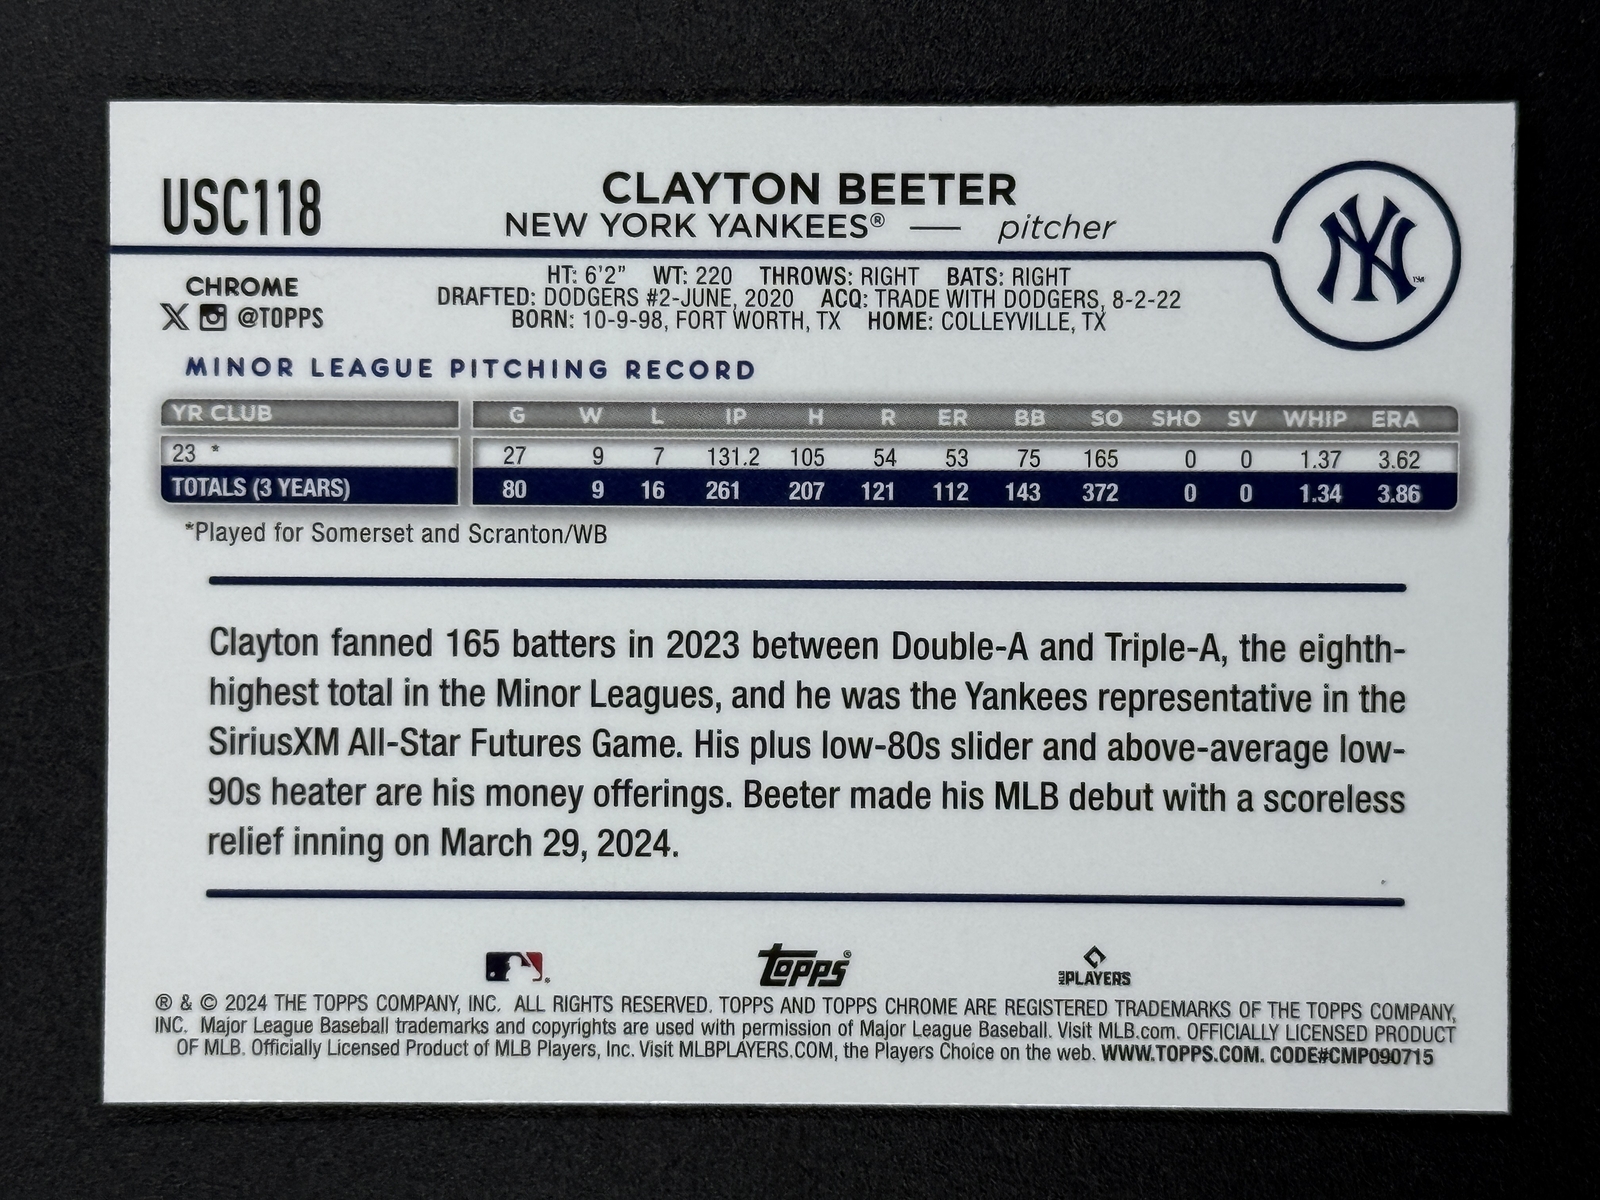 USC118
CLAYTON BEETER
NEW YORK YANKEES® — pitcher
NY
™
CHROME
X @TOPPS
HT: 6'2" WT: 220 THROWS: RIGHT BATS: RIGHT
DRAFTED: DODGERS #2-JUNE, 2020 ACQ: TRADE WITH DODGERS, 8-2-22
BORN: 10-9-98, FORT WORTH, TX HOME: COLLEYVILLE, TX
MINOR LEAGUE PITCHING RECORD
YR CLUB G W L IP H R ER BB SO SHO SV WHIP ERA
23 * 27 9 7 131.2 105 54 53 75 165 0 0 1.37 3.62
TOTALS (3 YEARS) 80 9 16 261 207 121 112 143 372 0 0 1.34 3.86
*Played for Somerset and Scranton/WB
Clayton fanned 165 batters in 2023 between Double-A and Triple-A, the eighth-
highest total in the Minor Leagues, and he was the Yankees representative in the
SiriusXM All-Star Futures Game. His plus low-80s slider and above-average low-
90s heater are his money offerings. Beeter made his MLB debut with a scoreless
relief inning on March 29, 2024.
Topps®
MLB PLAYERS
® & © 2024 THE TOPPS COMPANY, INC. ALL RIGHTS RESERVED. TOPPS AND TOPPS CHROME ARE REGISTERED TRADEMARKS OF THE TOPPS COMPANY,
INC. Major League Baseball trademarks and copyrights are used with permission of Major League Baseball. Visit MLB.com. OFFICIALLY LICENSED PRODUCT
OF MLB. Officially Licensed Product of MLB Players, Inc. Visit MLBPLAYERS.COM, the Players Choice on the web. WWW.TOPPS.COM. CODE#CMP090715